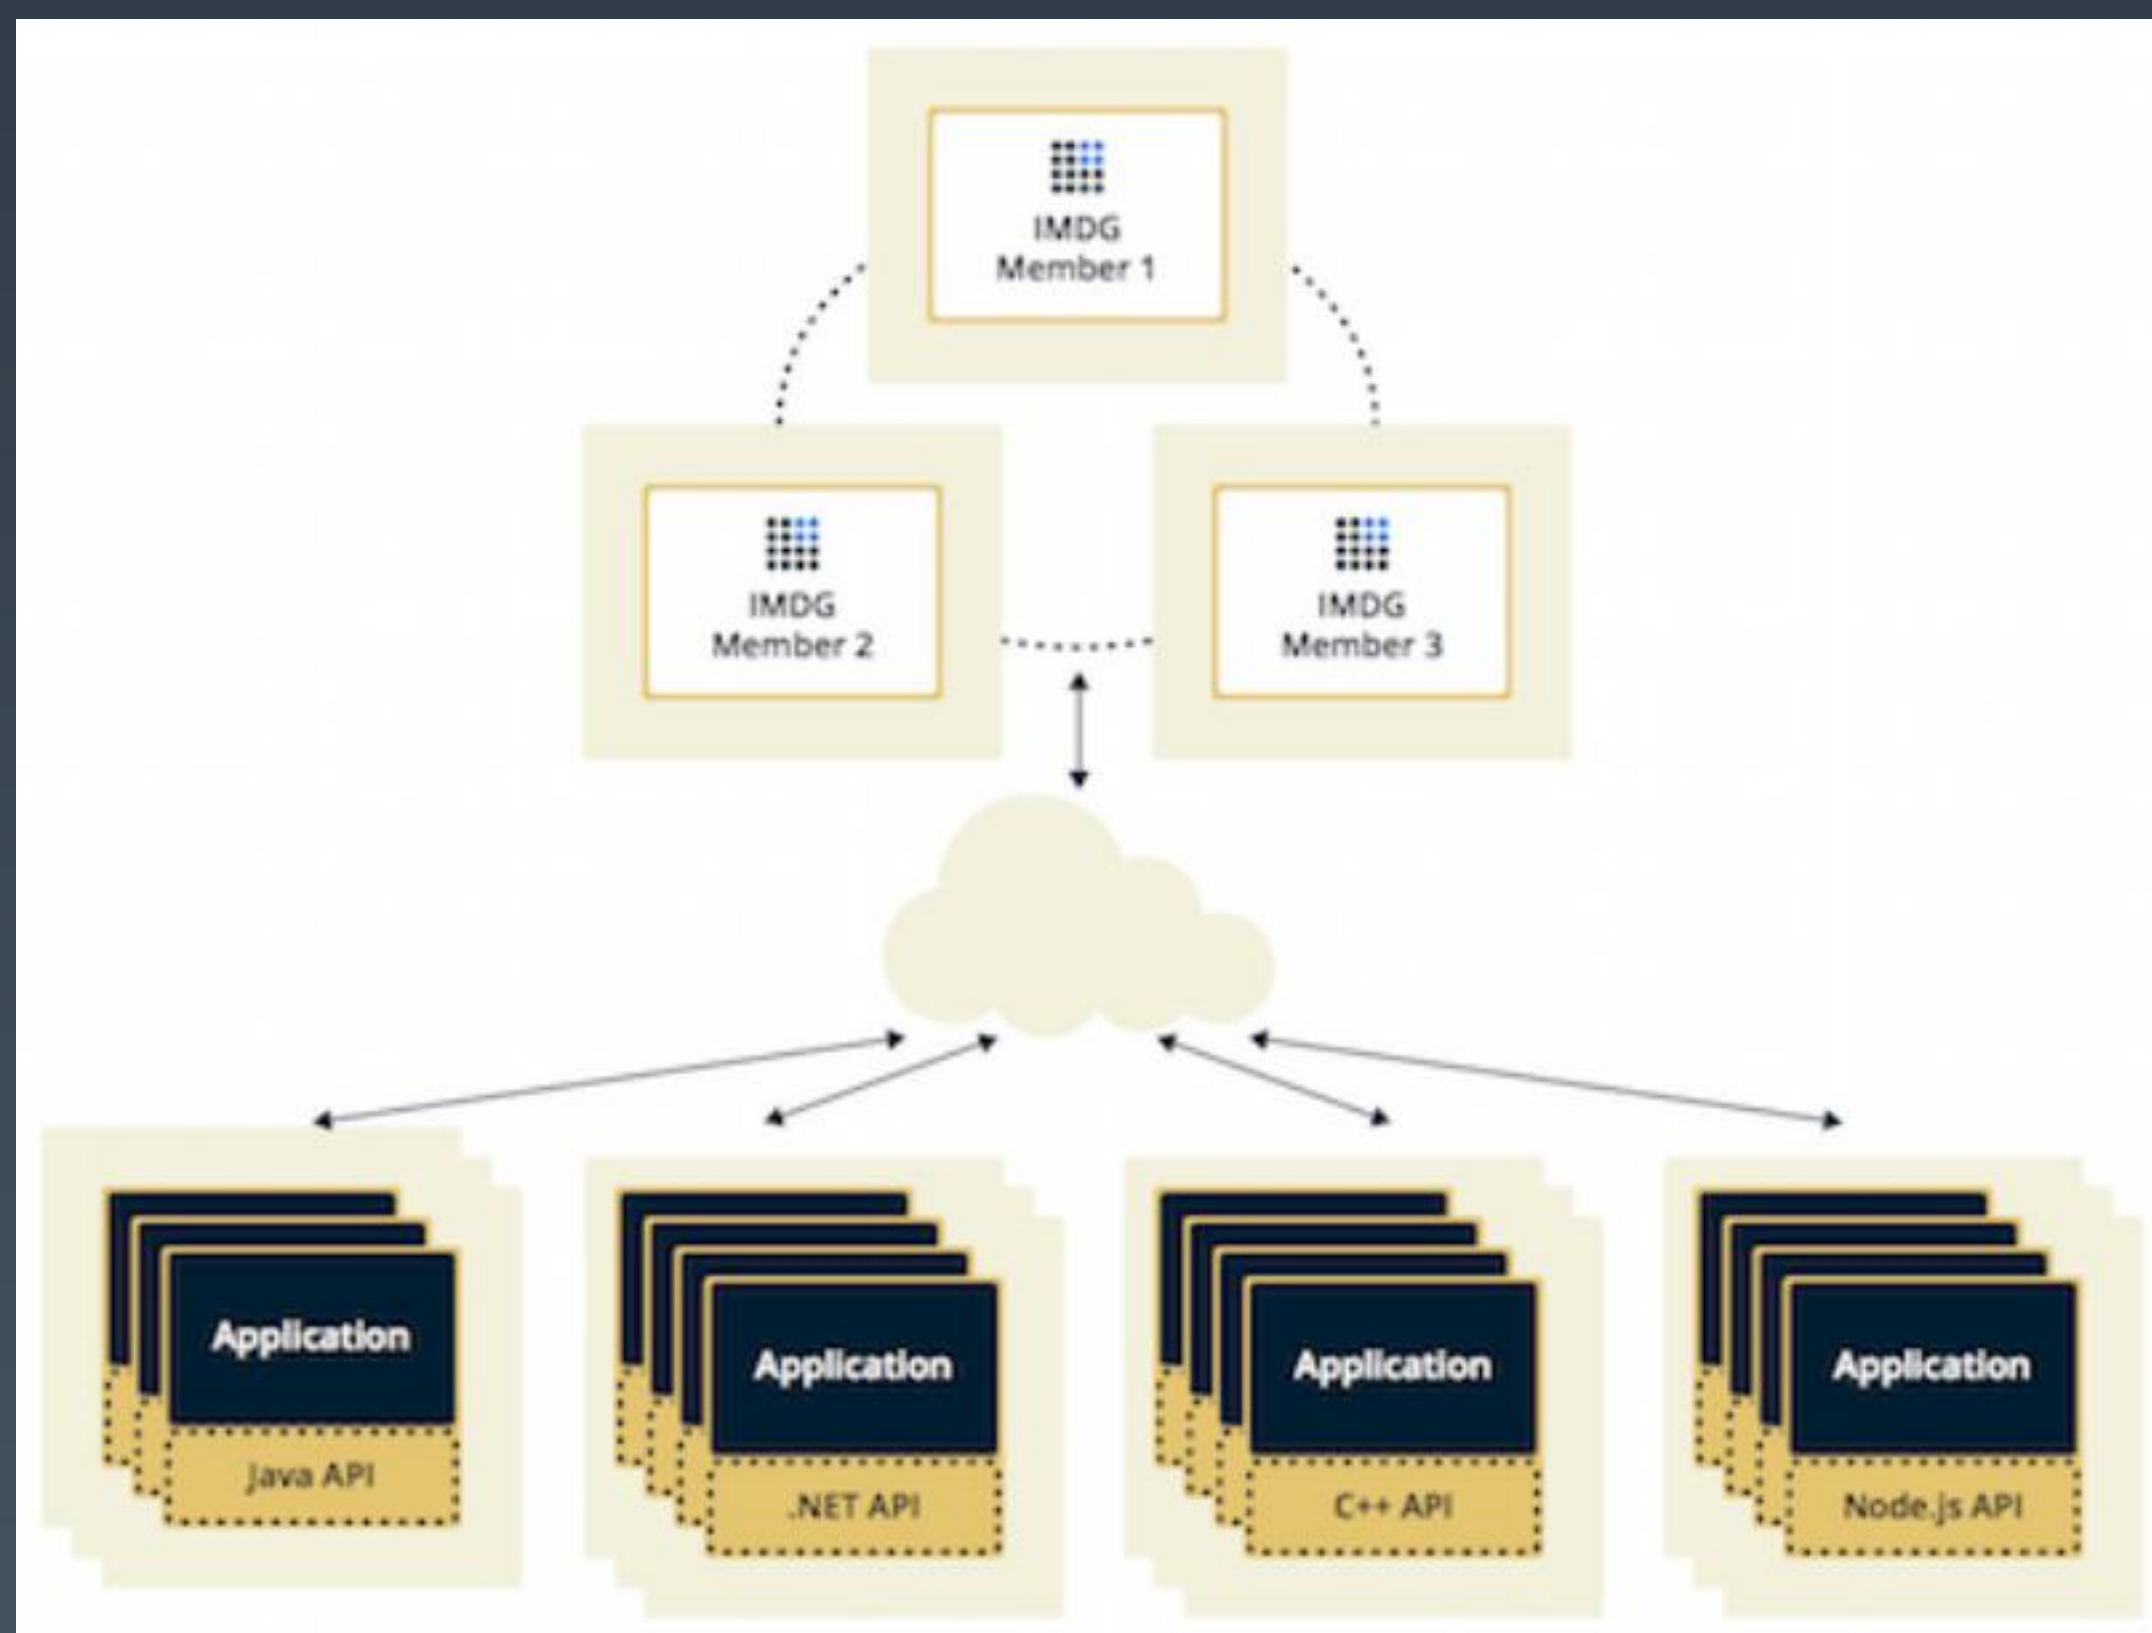 IMDG
Member 1
IMDG
Member 2
IMDG
Member 3
Application
Java API
Application
.NET API
Application
C++ API
Application
Node.js API